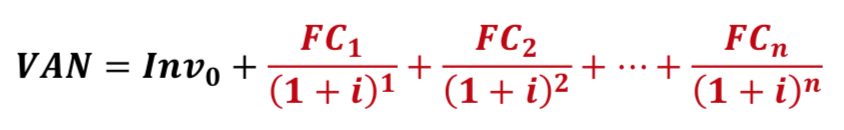 VAN = Inv₀ + FC₁/(1 + i)¹ + FC₂/(1 + i)² + ⋯ + FCₙ/(1 + i)ⁿ